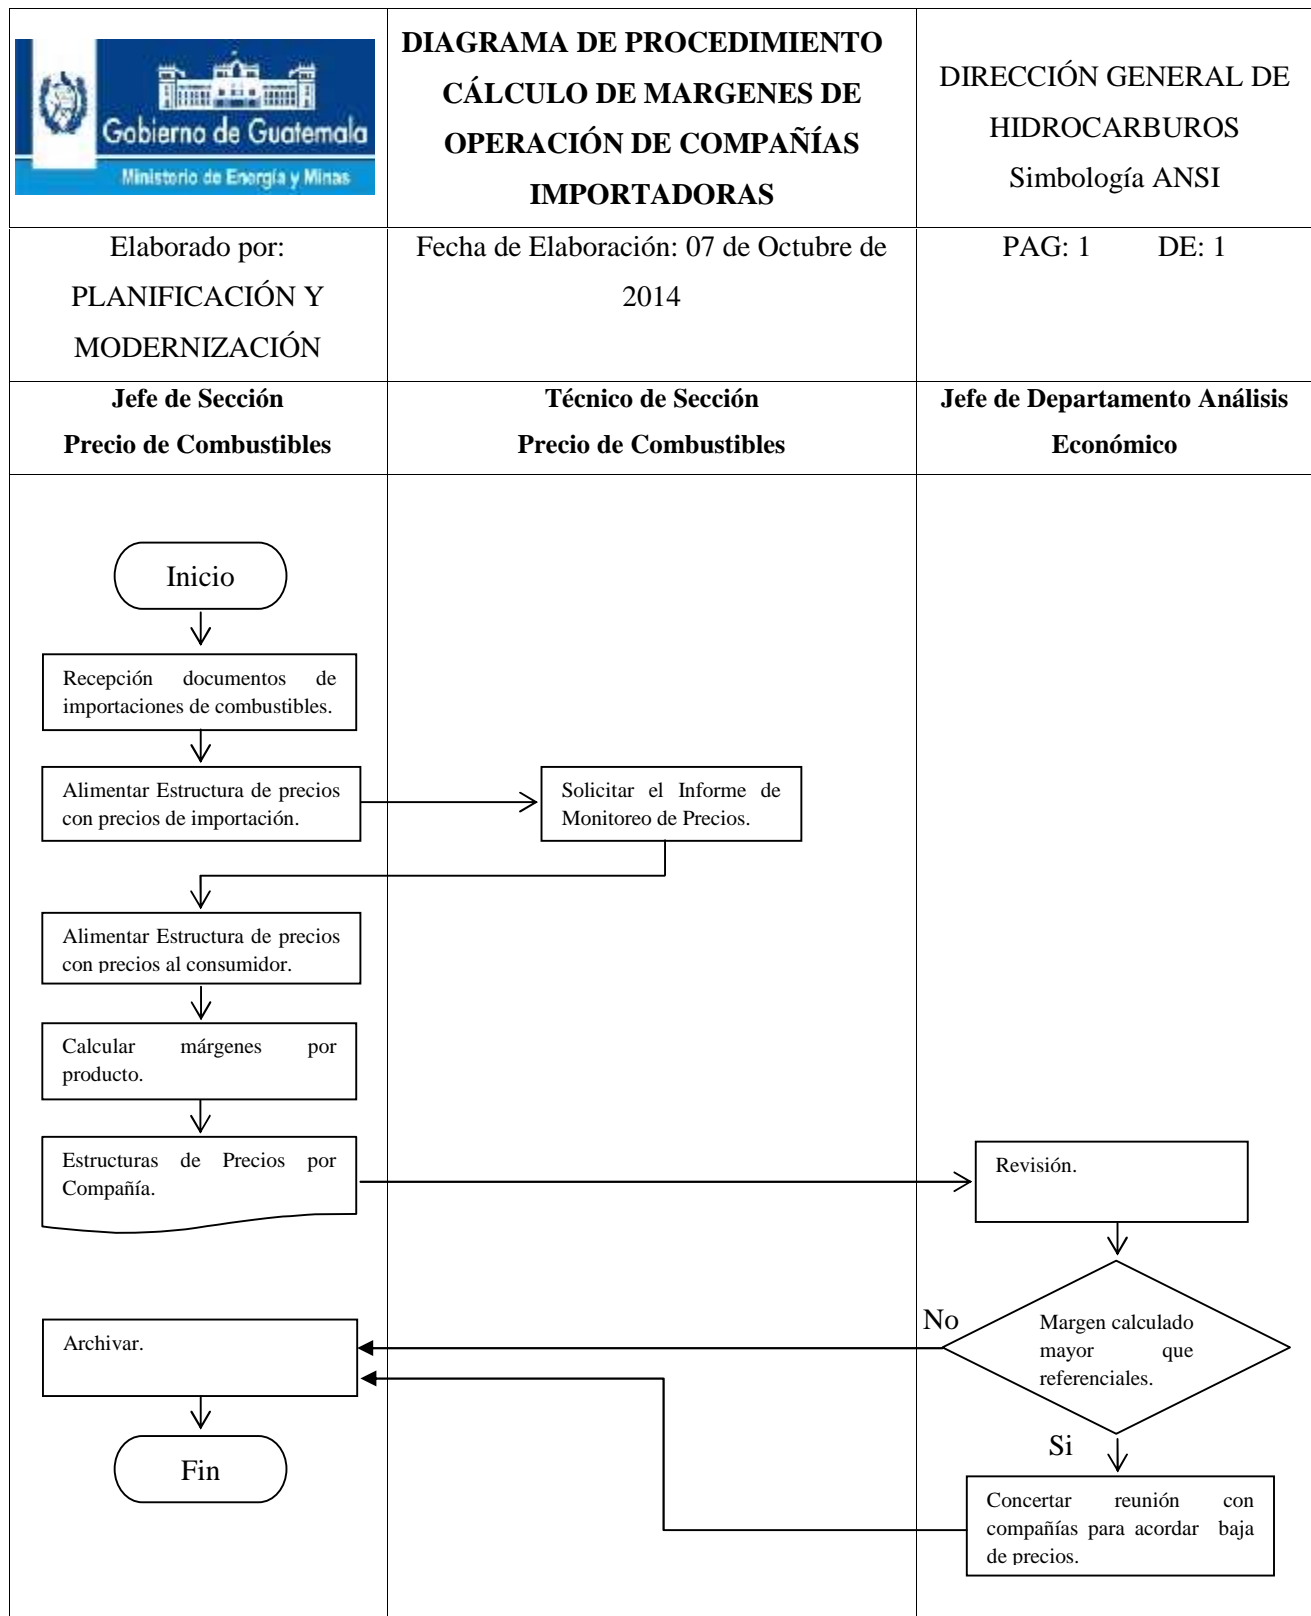 Gobierno de Guatemala
Ministerio de Energía y Minas
DIAGRAMA DE PROCEDIMIENTO
CÁLCULO DE MARGENES DE
OPERACIÓN DE COMPAÑÍAS
IMPORTADORAS
DIRECCIÓN GENERAL DE
HIDROCARBUROS
Simbología ANSI
Elaborado por:
PLANIFICACIÓN Y
MODERNIZACIÓN
Fecha de Elaboración: 07 de Octubre de
2014
PAG: 1 DE: 1
Jefe de Sección
Precio de Combustibles
Técnico de Sección
Precio de Combustibles
Jefe de Departamento Análisis
Económico
Inicio
Recepción documentos de
importaciones de combustibles.
Alimentar Estructura de precios
con precios de importación.
Solicitar el Informe de
Monitoreo de Precios.
Alimentar Estructura de precios
con precios al consumidor.
Calcular márgenes por
producto.
Estructuras de Precios por
Compañía.
Revisión.
No
Margen calculado
mayor que
referenciales.
Archivar.
Si
Fin
Concertar reunión con
compañías para acordar baja
de precios.